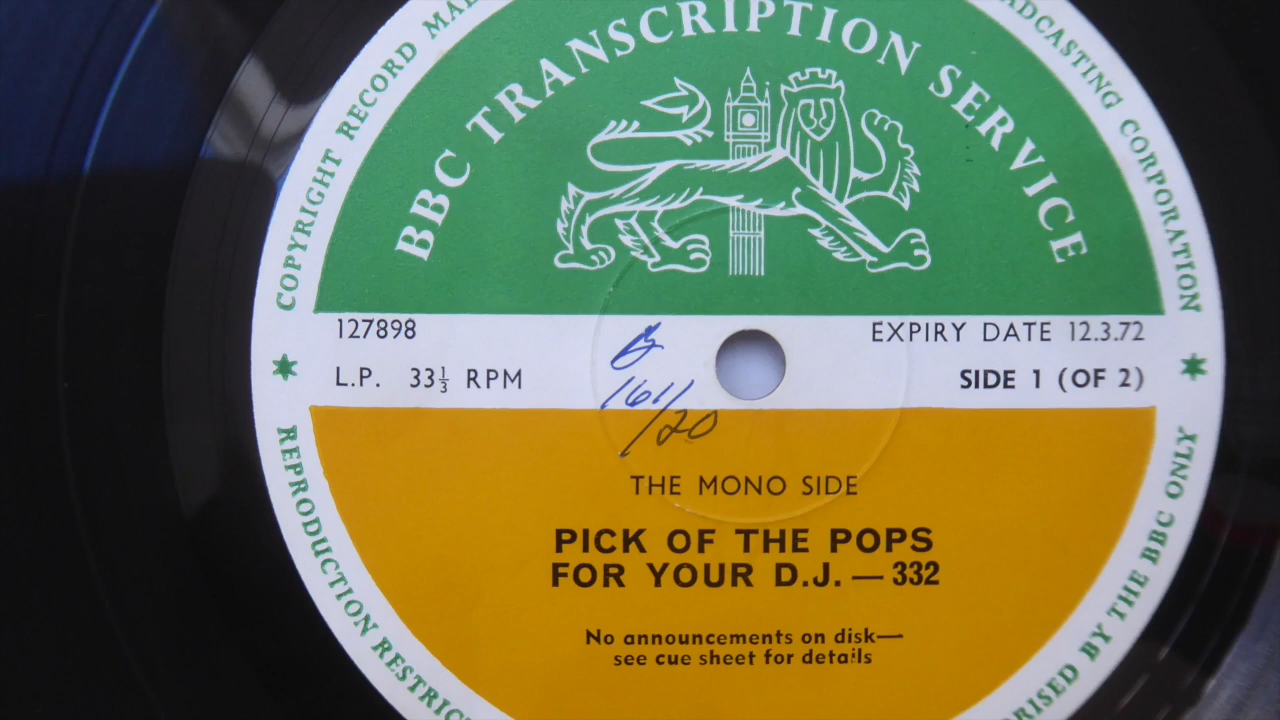 COPYRIGHT RECORD
BROADCASTING CORPORATION
BBC TRANSCRIPTION SERVICE
127898
EXPIRY DATE 12.3.72
L.P. 33⅓ RPM
SIDE 1 (OF 2)
161/
/20
THE MONO SIDE
PICK OF THE POPS
FOR YOUR D.J. — 332
No announcements on disk—
see cue sheet for details
REPRODUCTION RESTRIC
RISED BY THE BBC ONLY